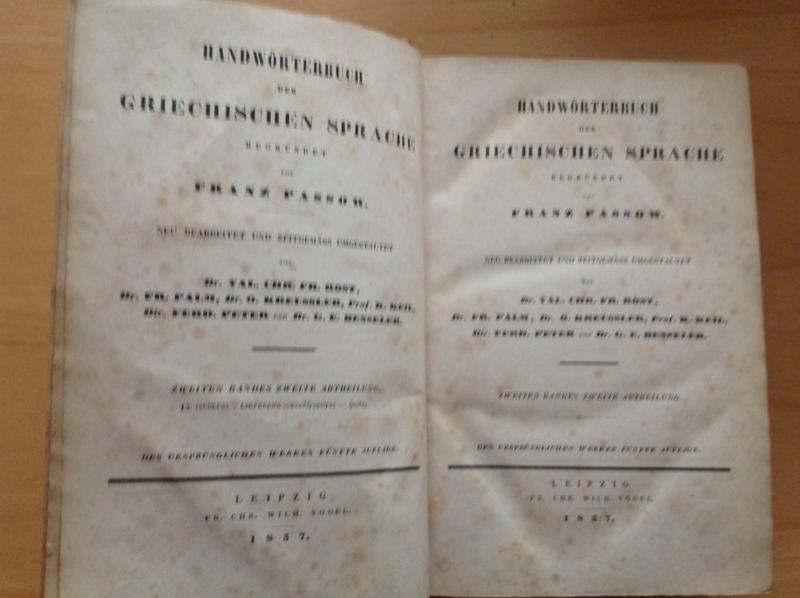 HANDWÖRTERBUCH
DER
GRIECHISCHEN SPRACHE
BEGRÜNDET
VON
FRANZ PASSOW.
NEU BEARBEITET UND ZEITGEMÄSS UMGESTALTET
VON
Dr. VAL. CHR. FR. ROST,
Dr. FR. PALM, Dr. O. KREUSSLER, Prof. K. KEIL,
Dir. FERD. PETER UND Dr. G. E. BENSELER.
ZWEITEN BANDES ZWEITE ABTHEILUNG,
LIEFERUNG
DES URSPRÜNGLICHEN WERKES FÜNFTE AUFLAGE.
LEIPZIG
FR. CHR. WILH. VOGEL.
1857.
HANDWÖRTERBUCH
DER
GRIECHISCHEN SPRACHE
BEGRÜNDET
VON
FRANZ PASSOW.
NEU BEARBEITET UND ZEITGEMÄSS UMGESTALTET
VON
Dr. VAL. CHR. FR. ROST,
Dr. FR. PALM, Dr. O. KREUSSLER, Prof. K. KEIL,
Dir. FERD. PETER UND Dr. G. E. BENSELER.
ZWEITEN BANDES ZWEITE ABTHEILUNG.
DES URSPRÜNGLICHEN WERKES FÜNFTE AUFLAGE.
LEIPZIG
FR. CHR. WILH. VOGEL.
1857.